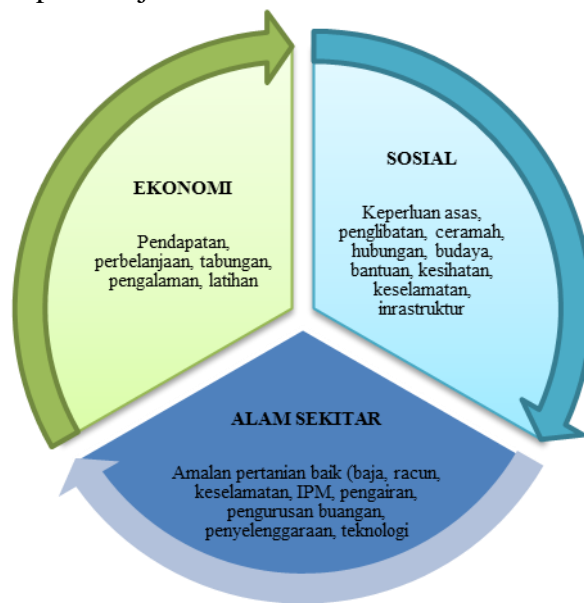 EKONOMI
Pendapatan,
perbelanjaan, tabungan,
pengalaman, latihan
SOSIAL
Keperluan asas,
penglibatan, ceramah,
hubungan, budaya,
bantuan, kesihatan,
keselamatan,
inrastruktur
ALAM SEKITAR
Amalan pertanian baik (baja, racun,
keselamatan, IPM, pengairan,
pengurusan buangan,
penyelenggaraan, teknologi